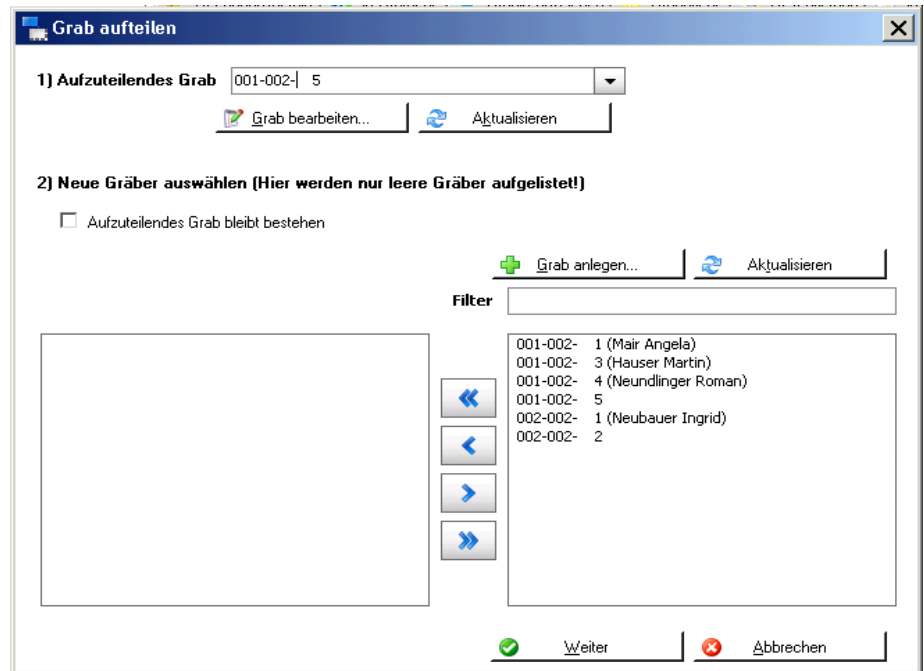 Grab aufteilen
1) Aufzuteilendes Grab 001-002- 5
Grab bearbeiten... Aktualisieren
2) Neue Gräber auswählen (Hier werden nur leere Gräber aufgelistet!)
Aufzuteilendes Grab bleibt bestehen
Grab anlegen... Aktualisieren
Filter
001-002- 1 (Mair Angela)
001-002- 3 (Hauser Martin)
001-002- 4 (Neundlinger Roman)
001-002- 5
002-002- 1 (Neubauer Ingrid)
002-002- 2
Weiter Abbrechen